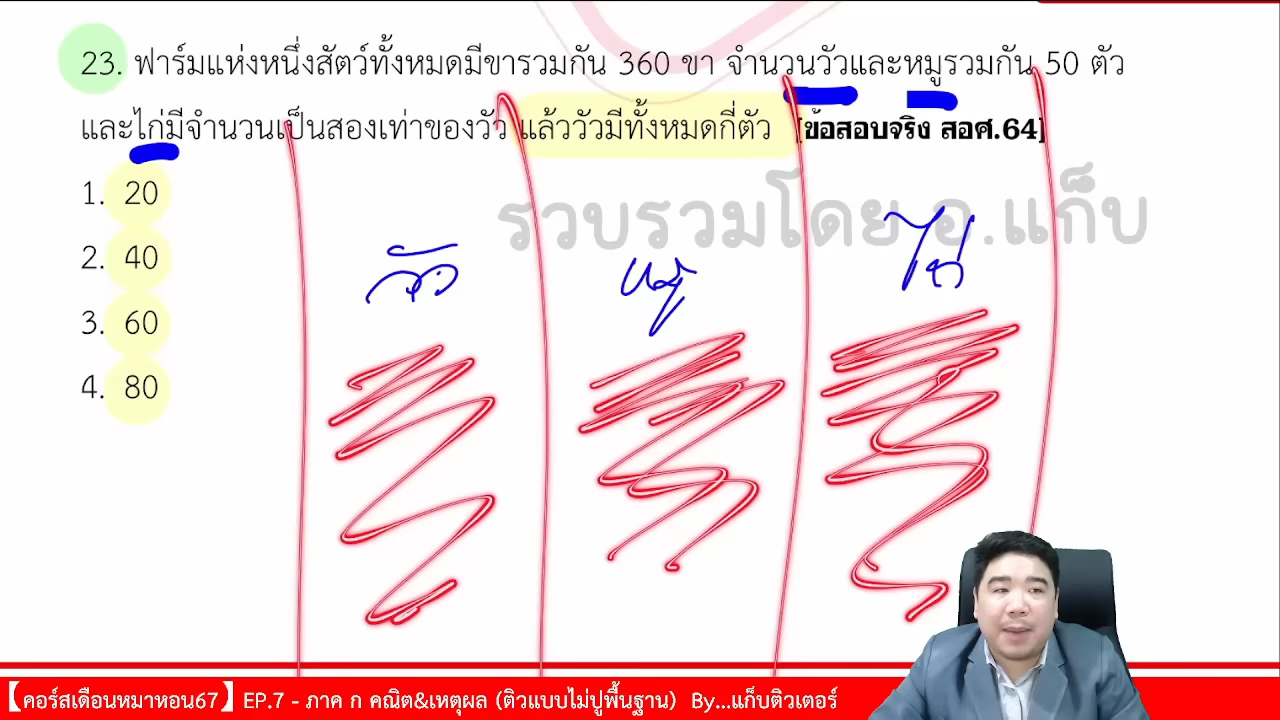 23. ฟาร์มแห่งหนึ่งสัตว์ทั้งหมดมีขารวมกัน 360 ขา จำนวนวัวและหมูรวมกัน 50 ตัว
และไก่มีจำนวนเป็นสองเท่าของวัว แล้ววัวมีทั้งหมดกี่ตัว [ข้อสอบจริง สอศ.64]
1. 20
2. 40
3. 60
4. 80
รวบรวมโดย อ.แก็บ
วัว หมู ไก่
【คอร์สเดือนหมาหอน67】 EP.7 - ภาค ก คณิต&เหตุผล (ติวแบบไม่ปูพื้นฐาน) By...แก็บติวเตอร์